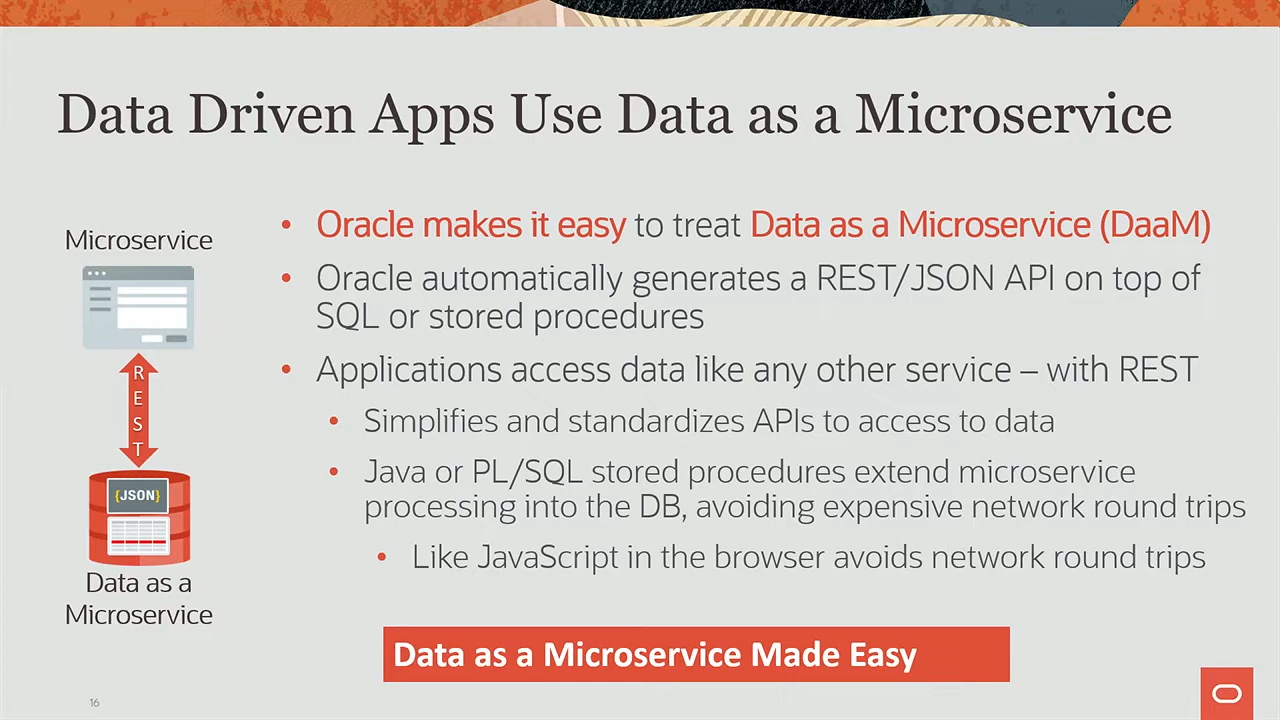 Data Driven Apps Use Data as a Microservice
Microservice
R
E
S
T
{JSON}
Data as a
Microservice
• Oracle makes it easy to treat Data as a Microservice (DaaM)
• Oracle automatically generates a REST/JSON API on top of
SQL or stored procedures
• Applications access data like any other service – with REST
• Simplifies and standardizes APIs to access to data
• Java or PL/SQL stored procedures extend microservice
processing into the DB, avoiding expensive network round trips
• Like JavaScript in the browser avoids network round trips
Data as a Microservice Made Easy
16